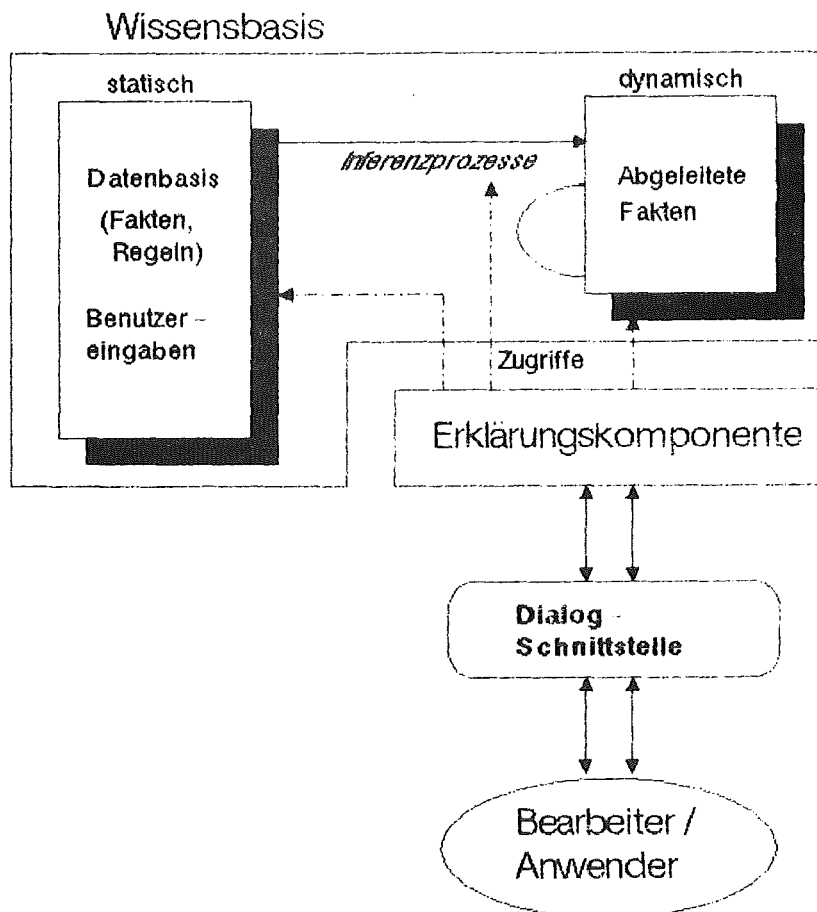 Wissensbasis
statisch
dynamisch
Datenbasis
(Fakten,
Regeln)
Benutzer–
eingaben
Inferenzprozesse
Abgeleitete
Fakten
Zugriffe
Erklärungskomponente
Dialog–
Schnittstelle
Bearbeiter /
Anwender